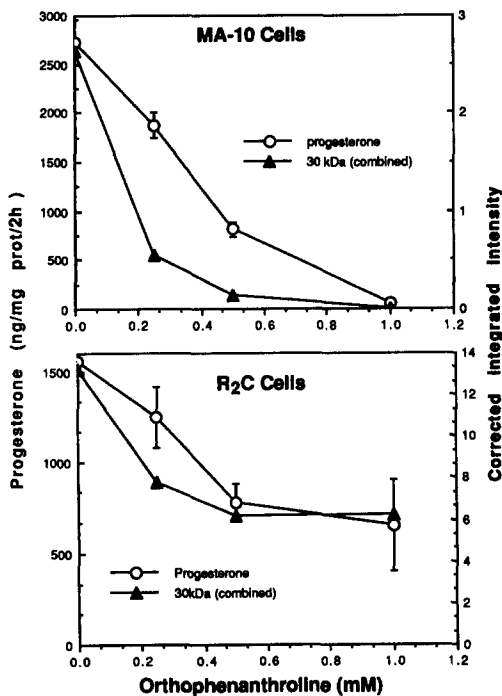 MA-10 Cells
3000
2500
2000
1500
1000
500
0
3
2
1
0
progesterone
30 kDa (combined)
0.0 0.2 0.4 0.6 0.8 1.0 1.2
Progesterone (ng/mg prot/2h)
Corrected Integrated Intensity
R2C Cells
1500
1000
500
0
14
12
10
8
6
4
2
0
Progesterone
30kDa (combined)
0.0 0.2 0.4 0.6 0.8 1.0 1.2
Orthophenanthroline (mM)